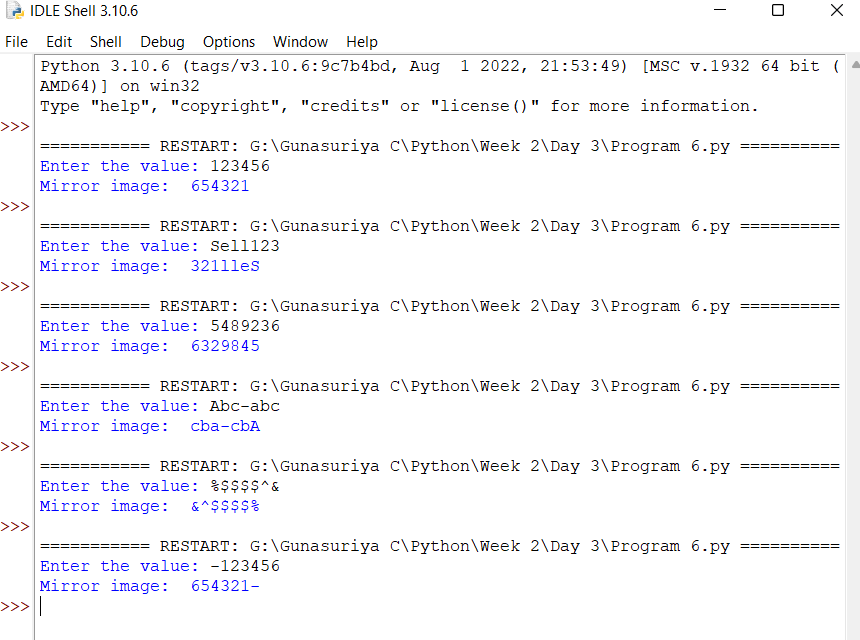 IDLE Shell 3.10.6
File Edit Shell Debug Options Window Help
Python 3.10.6 (tags/v3.10.6:9c7b4bd, Aug  1 2022, 21:53:49) [MSC v.1932 64 bit (
AMD64)] on win32
Type "help", "copyright", "credits" or "license()" for more information.
>>>
=========== RESTART: G:\Gunasuriya C\Python\Week 2\Day 3\Program 6.py ==========
Enter the value: 123456
Mirror image:  654321
>>>
=========== RESTART: G:\Gunasuriya C\Python\Week 2\Day 3\Program 6.py ==========
Enter the value: Sell123
Mirror image:  321lleS
>>>
=========== RESTART: G:\Gunasuriya C\Python\Week 2\Day 3\Program 6.py ==========
Enter the value: 5489236
Mirror image:  6329845
>>>
=========== RESTART: G:\Gunasuriya C\Python\Week 2\Day 3\Program 6.py ==========
Enter the value: Abc-abc
Mirror image:  cba-cbA
>>>
=========== RESTART: G:\Gunasuriya C\Python\Week 2\Day 3\Program 6.py ==========
Enter the value: %$$$$^&
Mirror image:  &^$$$$%
>>>
=========== RESTART: G:\Gunasuriya C\Python\Week 2\Day 3\Program 6.py ==========
Enter the value: -123456
Mirror image:  654321-
>>>